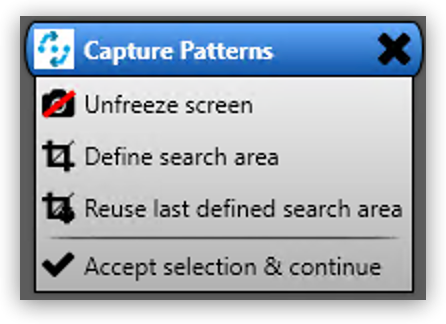 Capture Patterns
Unfreeze screen
Define search area
Reuse last defined search area
Accept selection & continue